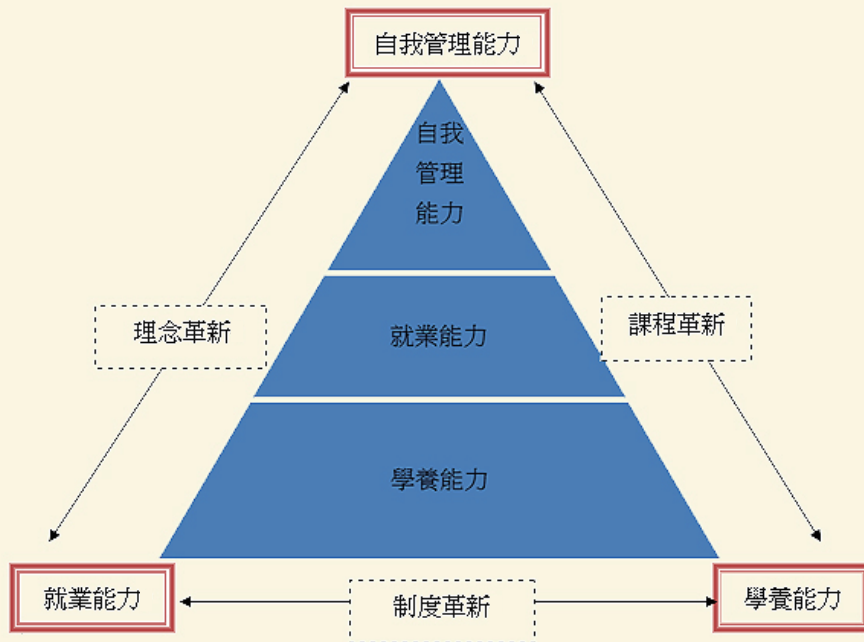 自我管理能力
自我
管理
能力
理念革新
就業能力
課程革新
學養能力
就業能力
制度革新
學養能力